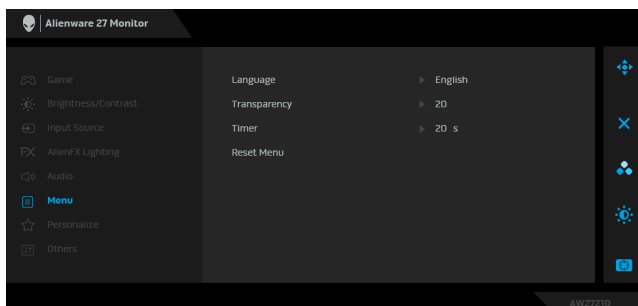 Alienware 27 Monitor
Game
Brightness/Contrast
Input Source
AlienFX Lighting
Audio
Menu
Personalize
Others
Language English
Transparency 20
Timer 20 s
Reset Menu
AW2721D